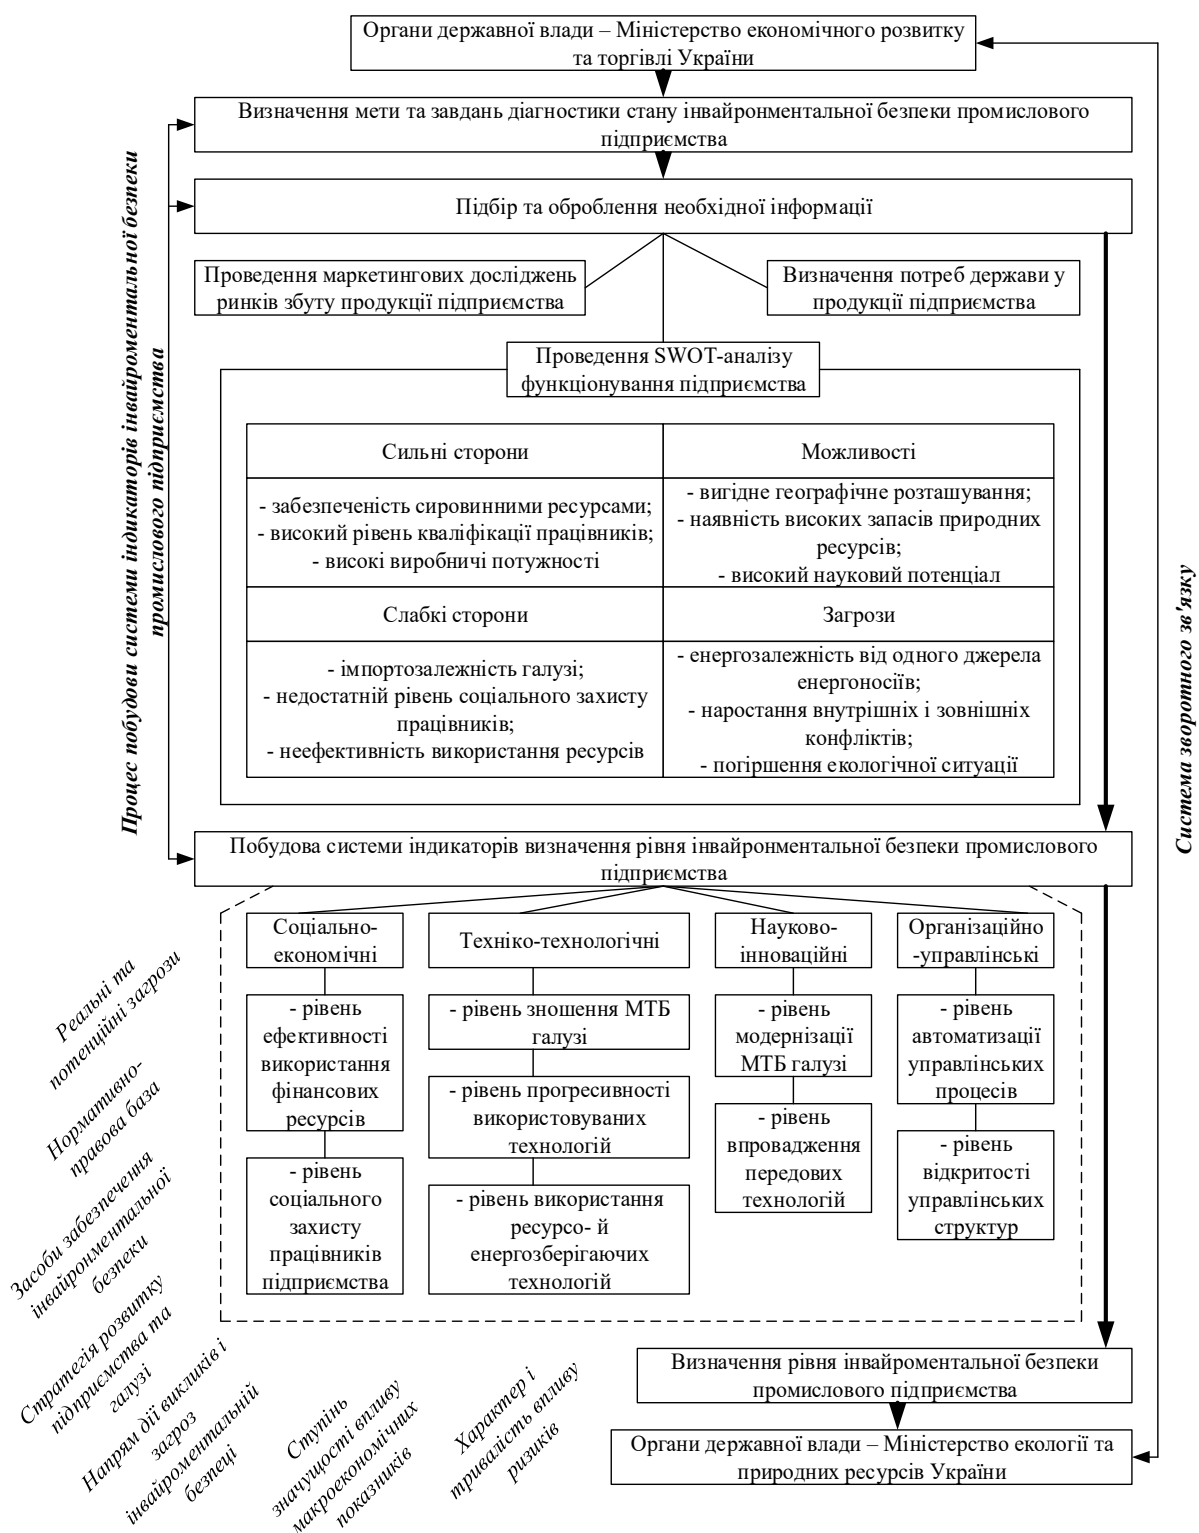 Органи державної влади – Міністерство економічного розвитку
та торгівлі України
Визначення мети та завдань діагностики стану інвайронментальної безпеки промислового
підприємства
Підбір та оброблення необхідної інформації
Проведення маркетингових досліджень
ринків збуту продукції підприємства
Визначення потреб держави у
продукції підприємства
Проведення SWOT-аналізу
функціонування підприємства
Сильні сторони
Можливості
- забезпеченість сировинними ресурсами;
- високий рівень кваліфікації працівників;
- високі виробничі потужності
- вигідне географічне розташування;
- наявність високих запасів природних
ресурсів;
- високий науковий потенціал
Слабкі сторони
Загрози
- імпортозалежність галузі;
- недостатній рівень соціального захисту
працівників;
- неефективність використання ресурсів
- енергозалежність від одного джерела
енергоносіїв;
- наростання внутрішніх і зовнішніх
конфліктів;
- погіршення екологічної ситуації
Процес побудови системи індикаторів інвайроментальної безпеки
промислового підприємства
Система зворотного зв'язку
Побудова системи індикаторів визначення рівня інвайронментальної безпеки промислового
підприємства
Соціально-
економічні
Техніко-технологічні
Науково-
інноваційні
Організаційно
-управлінські
- рівень
ефективності
використання
фінансових
ресурсів
- рівень
соціального
захисту
працівників
підприємства
- рівень зношення МТБ
галузі
- рівень прогресивності
використовуваних
технологій
- рівень використання
ресурсо- й
енергозберігаючих
технологій
- рівень
модернізації
МТБ галузі
- рівень
впровадження
передових
технологій
- рівень
автоматизації
управлінських
процесів
- рівень
відкритості
управлінських
структур
Реальні та
потенційні загрози
Нормативно-
правова база
Засоби забезпечення
інвайронментальної
безпеки
Стратегія розвитку
підприємства та
галузі
Напрям дії викликів і
загроз
інвайроментальній
безпеці
Ступінь
значущості впливу
макроекономічних
показників
Характер і
тривалість впливу
ризиків
Визначення рівня інвайроментальної безпеки
промислового підприємства
Органи державної влади – Міністерство екології та
природних ресурсів України